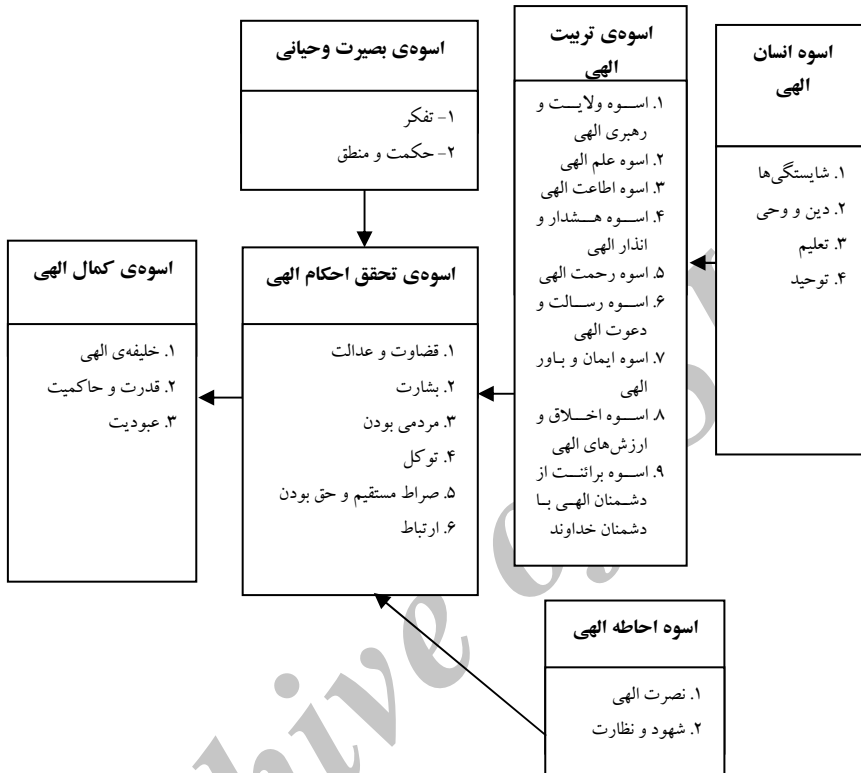 اسوه انسان
الهی
۱. شایستگی‌ها
۲. دین و وحی
۳. تعلیم
۴. توحید
اسوه‌ی تربیت
الهی
۱. اسوه ولایت و
رهبری الهی
۲. اسوه علم الهی
۳. اسوه اطاعت الهی
۴. اسوه هشدار و
انذار الهی
۵. اسوه رحمت الهی
۶. اسوه رسالت و
دعوت الهی
۷. اسوه ایمان و باور
الهی
۸. اسوه اخلاق و
ارزش‌های الهی
۹. اسوه برائت از
دشمنان الهی با
دشمنان خداوند
اسوه‌ی بصیرت وحیانی
۱- تفکر
۲- حکمت و منطق
اسوه‌ی تحقق احکام الهی
۱. قضاوت و عدالت
۲. بشارت
۳. مردمی بودن
۴. توکل
۵. صراط مستقیم و حق بودن
۶. ارتباط
اسوه‌ی کمال الهی
۱. خلیفه‌ی الهی
۲. قدرت و حاکمیت
۳. عبودیت
اسوه احاطه الهی
۱. نصرت الهی
۲. شهود و نظارت